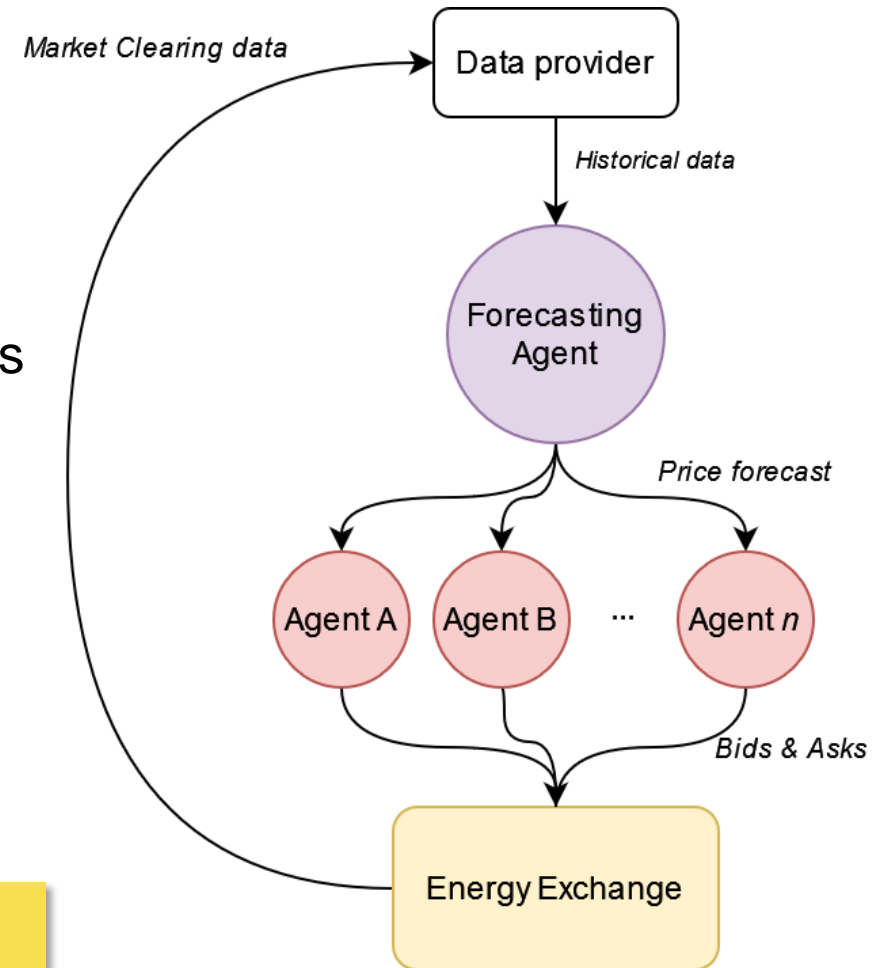 Market Clearing data
Data provider
Historical data
s
Forecasting
Agent
Price forecast
Agent A
Agent B
...
Agent n
Bids & Asks
Energy Exchange